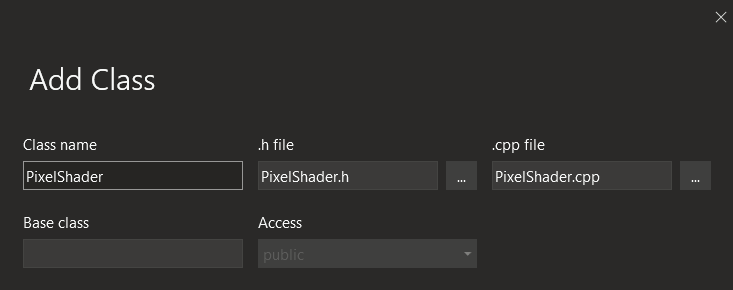 Add Class
Class name .h file .cpp file
PixelShader PixelShader.h ... PixelShader.cpp ...
Base class Access
public